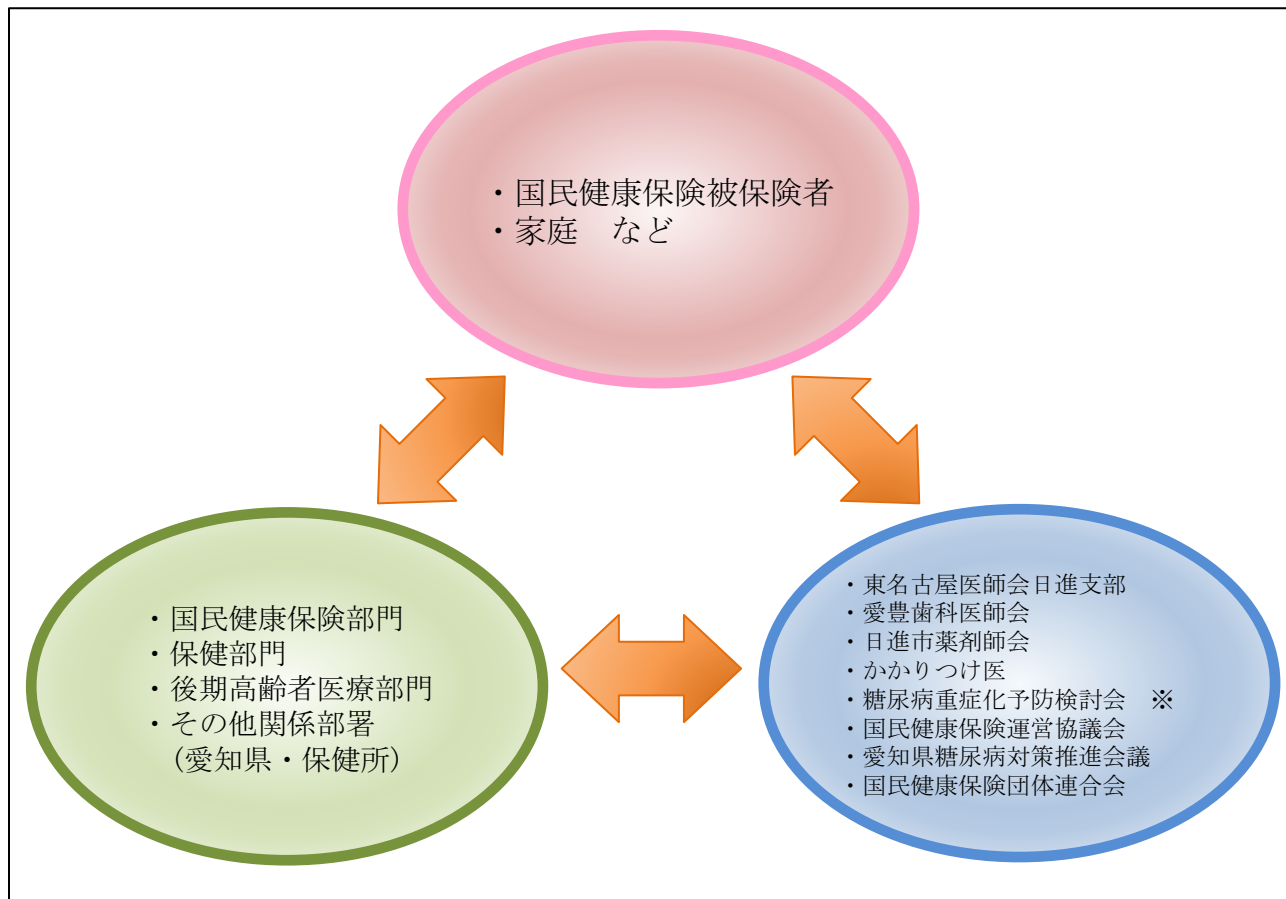 ・国民健康保険被保険者
・家庭　など
・国民健康保険部門
・保健部門
・後期高齢者医療部門
・その他関係部署
（愛知県・保健所）
・東名古屋医師会日進支部
・愛豊歯科医師会
・日進市薬剤師会
・かかりつけ医
・糖尿病重症化予防検討会　※
・国民健康保険運営協議会
・愛知県糖尿病対策推進会議
・国民健康保険団体連合会